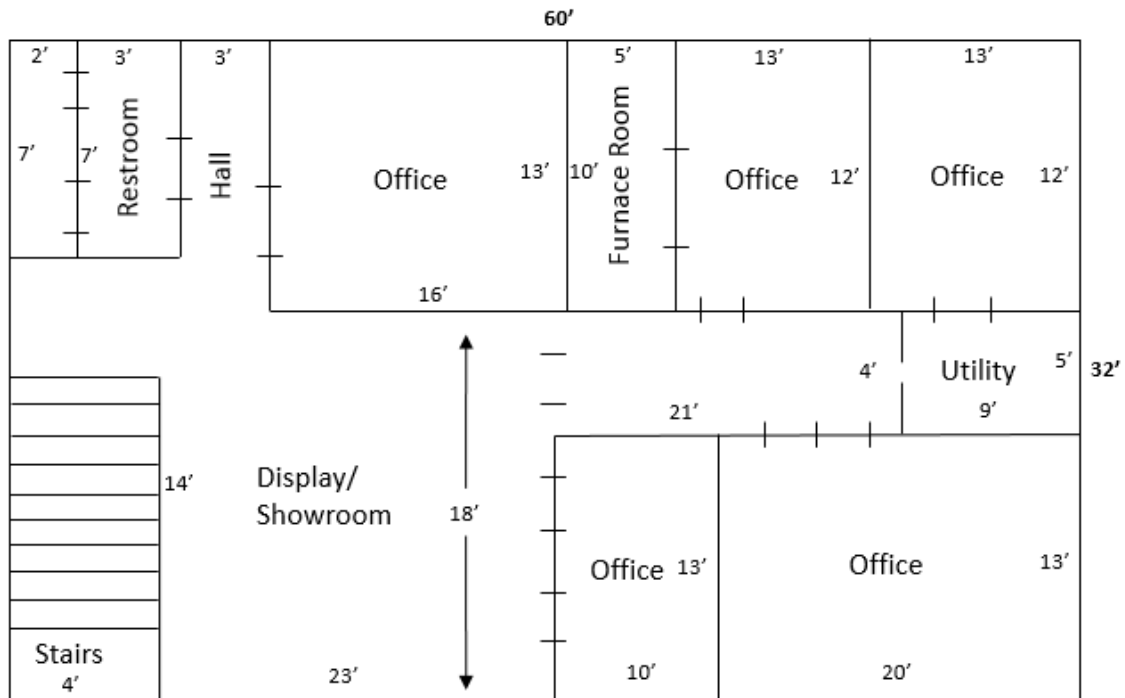 60’
2’
3’
3’
5’
13’
13’
7’
7’
Restroom
Hall
Office
13’
10’
Furnace Room
Office
12’
Office
12’
16’
4’
Utility
5’
32’
21’
9’
14’
Display/
Showroom
18’
Office
13’
Office
13’
Stairs
4’
23’
10’
20’